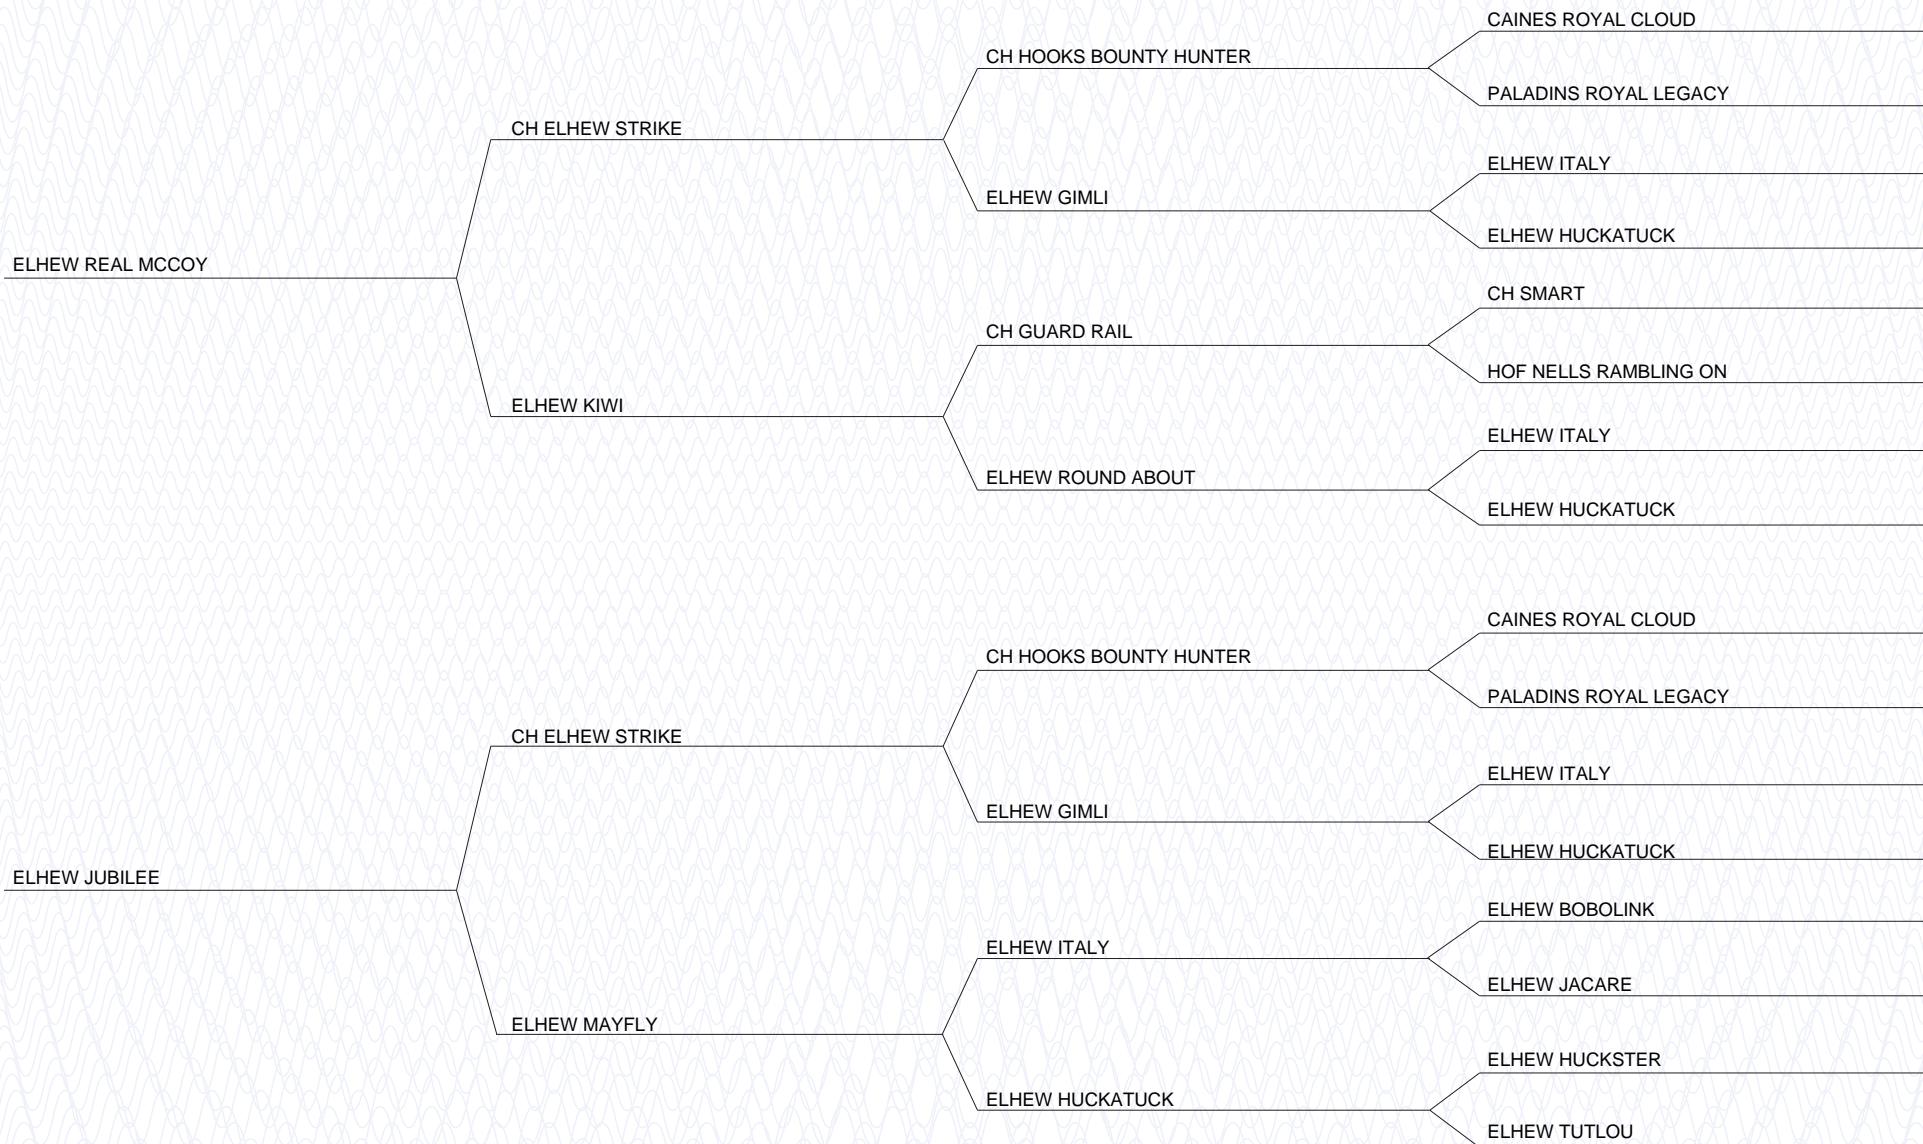 CAINES ROYAL CLOUD
CH HOOKS BOUNTY HUNTER
PALADINS ROYAL LEGACY
CH ELHEW STRIKE
ELHEW ITALY
ELHEW GIMLI
ELHEW HUCKATUCK
ELHEW REAL MCCOY
CH SMART
CH GUARD RAIL
HOF NELLS RAMBLING ON
ELHEW KIWI
ELHEW ITALY
ELHEW ROUND ABOUT
ELHEW HUCKATUCK
CAINES ROYAL CLOUD
CH HOOKS BOUNTY HUNTER
PALADINS ROYAL LEGACY
CH ELHEW STRIKE
ELHEW ITALY
ELHEW GIMLI
ELHEW HUCKATUCK
ELHEW JUBILEE
ELHEW BOBOLINK
ELHEW ITALY
ELHEW JACARE
ELHEW MAYFLY
ELHEW HUCKSTER
ELHEW HUCKATUCK
ELHEW TUTLOU